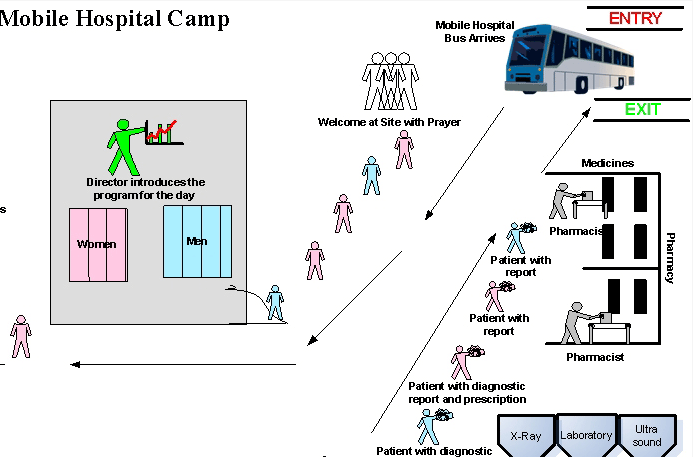 Mobile Hospital Camp
Mobile Hospital
Bus Arrives
ENTRY
EXIT
Welcome at Site with Prayer
Director introduces the
program for the day
Women
Men
s
Medicines
Pharmacist
Pharmacy
Patient with
report
Patient with
report
Pharmacist
Patient with diagnostic
report and prescription
Patient with diagnostic
X-Ray
Laboratory
Ultra
sound